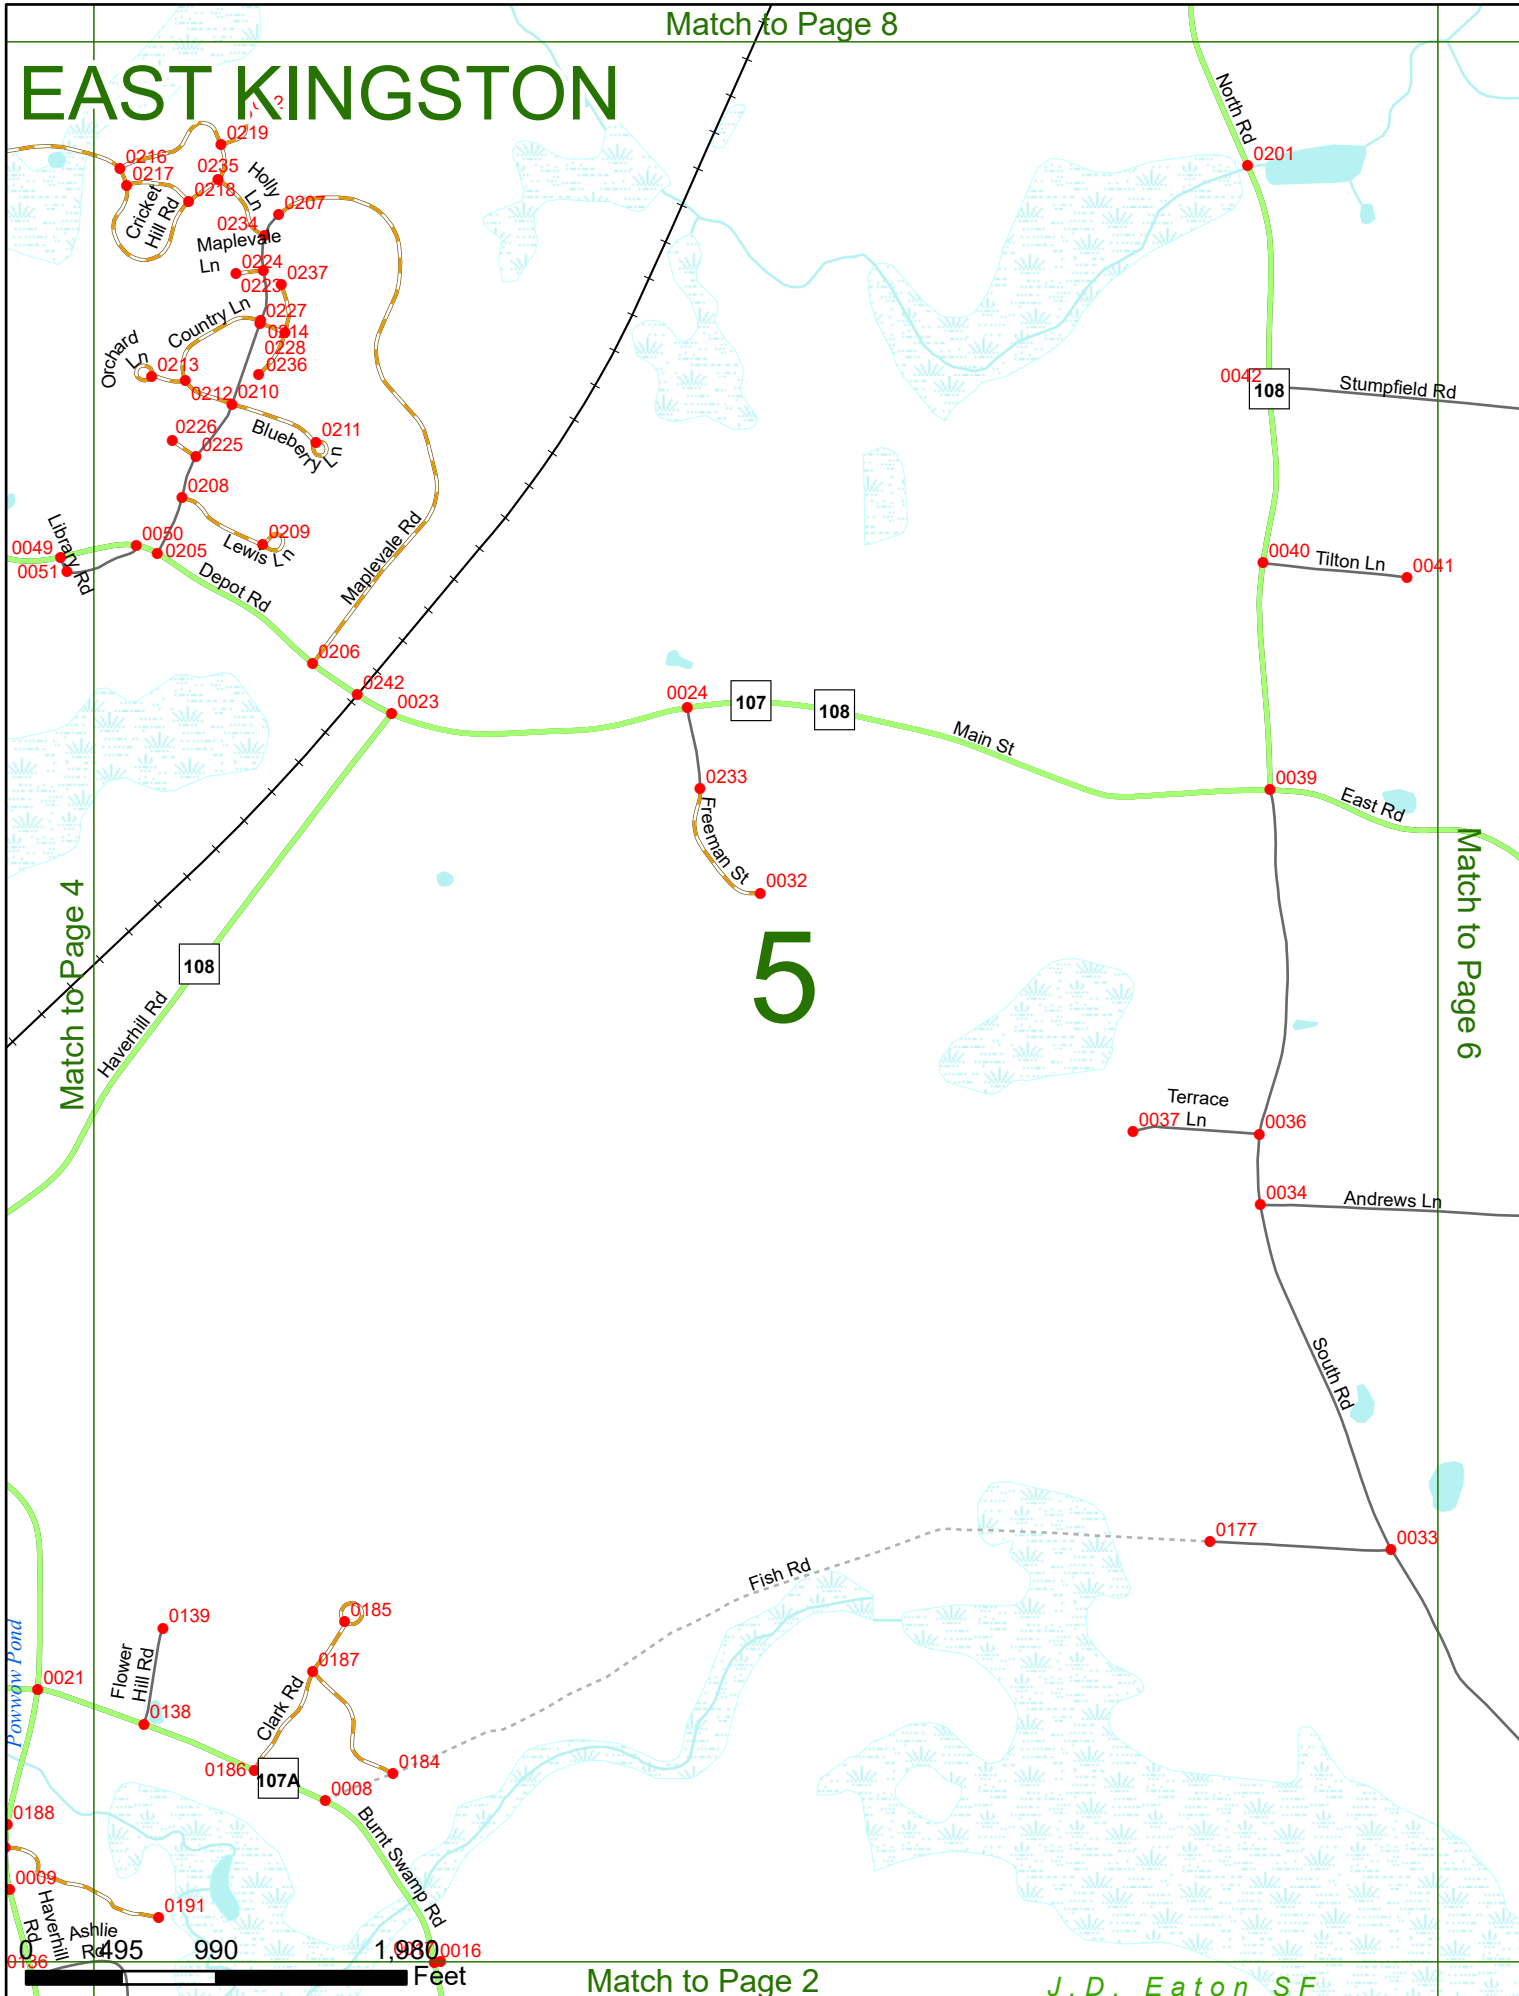 Match to Page 8
EAST KINGSTON
North Rd
0219
0216
0217
0235
0218
Holly
Ln
0201
Cricket
Hill Rd
0207
0234
Maplevale
Ln
0224
0237
0223
Country Ln
0227
0214
0228
0236
Orchard
Ln
0213
0212
0210
0042
108
Stumpfield Rd
0226
0225
Blueberry
Ln
0211
0208
0209
Lewis Ln
Maplevale Rd
Library Rd
0049
0051
0050
0205
Depot Rd
0040
Tilton Ln
0041
0206
0242
0023
0024
107
108
Main St
0233
Freeman St
0032
0039
East Rd
Match to Page 4
Match to Page 6
5
108
Haverhill Rd
Terrace
Ln
0037
0036
0034
Andrews Ln
South Rd
0177
0033
Fish Rd
0139
Flower
Hill Rd
0185
0187
Clark Rd
Powwow Pond
0021
0138
0186
107A
0184
0008
Burnt Swamp Rd
0188
0009
Haverhill
Rd
0191
Ashlie
Rd
0136
0016
0 495 990 1,980
Feet
Match to Page 2
J.D. Eaton SF